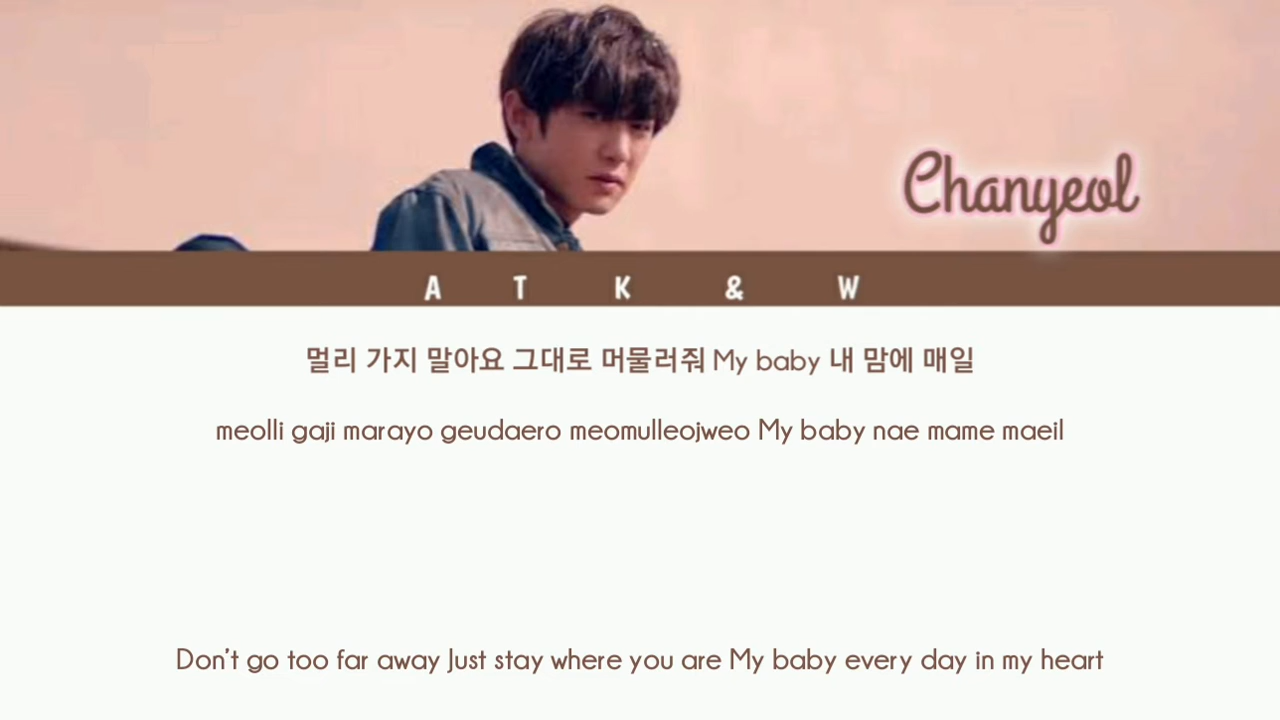 Chanyeol
A T K & W
멀리 가지 말아요 그대로 머물러줘 My baby 내 맘에 매일
meolli gaji marayo geudaero meomulleojweo My baby nae mame maeil
Don't go too far away Just stay where you are My baby every day in my heart